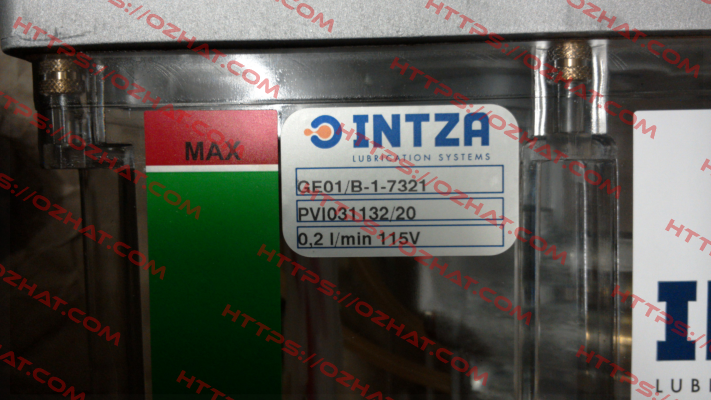 MAX
INTZA
LUBRICATION SYSTEMS
GE01/B-1-7321
PVI031132/20
0,2 l/min 115V
HTTPS://OZHAT.COM